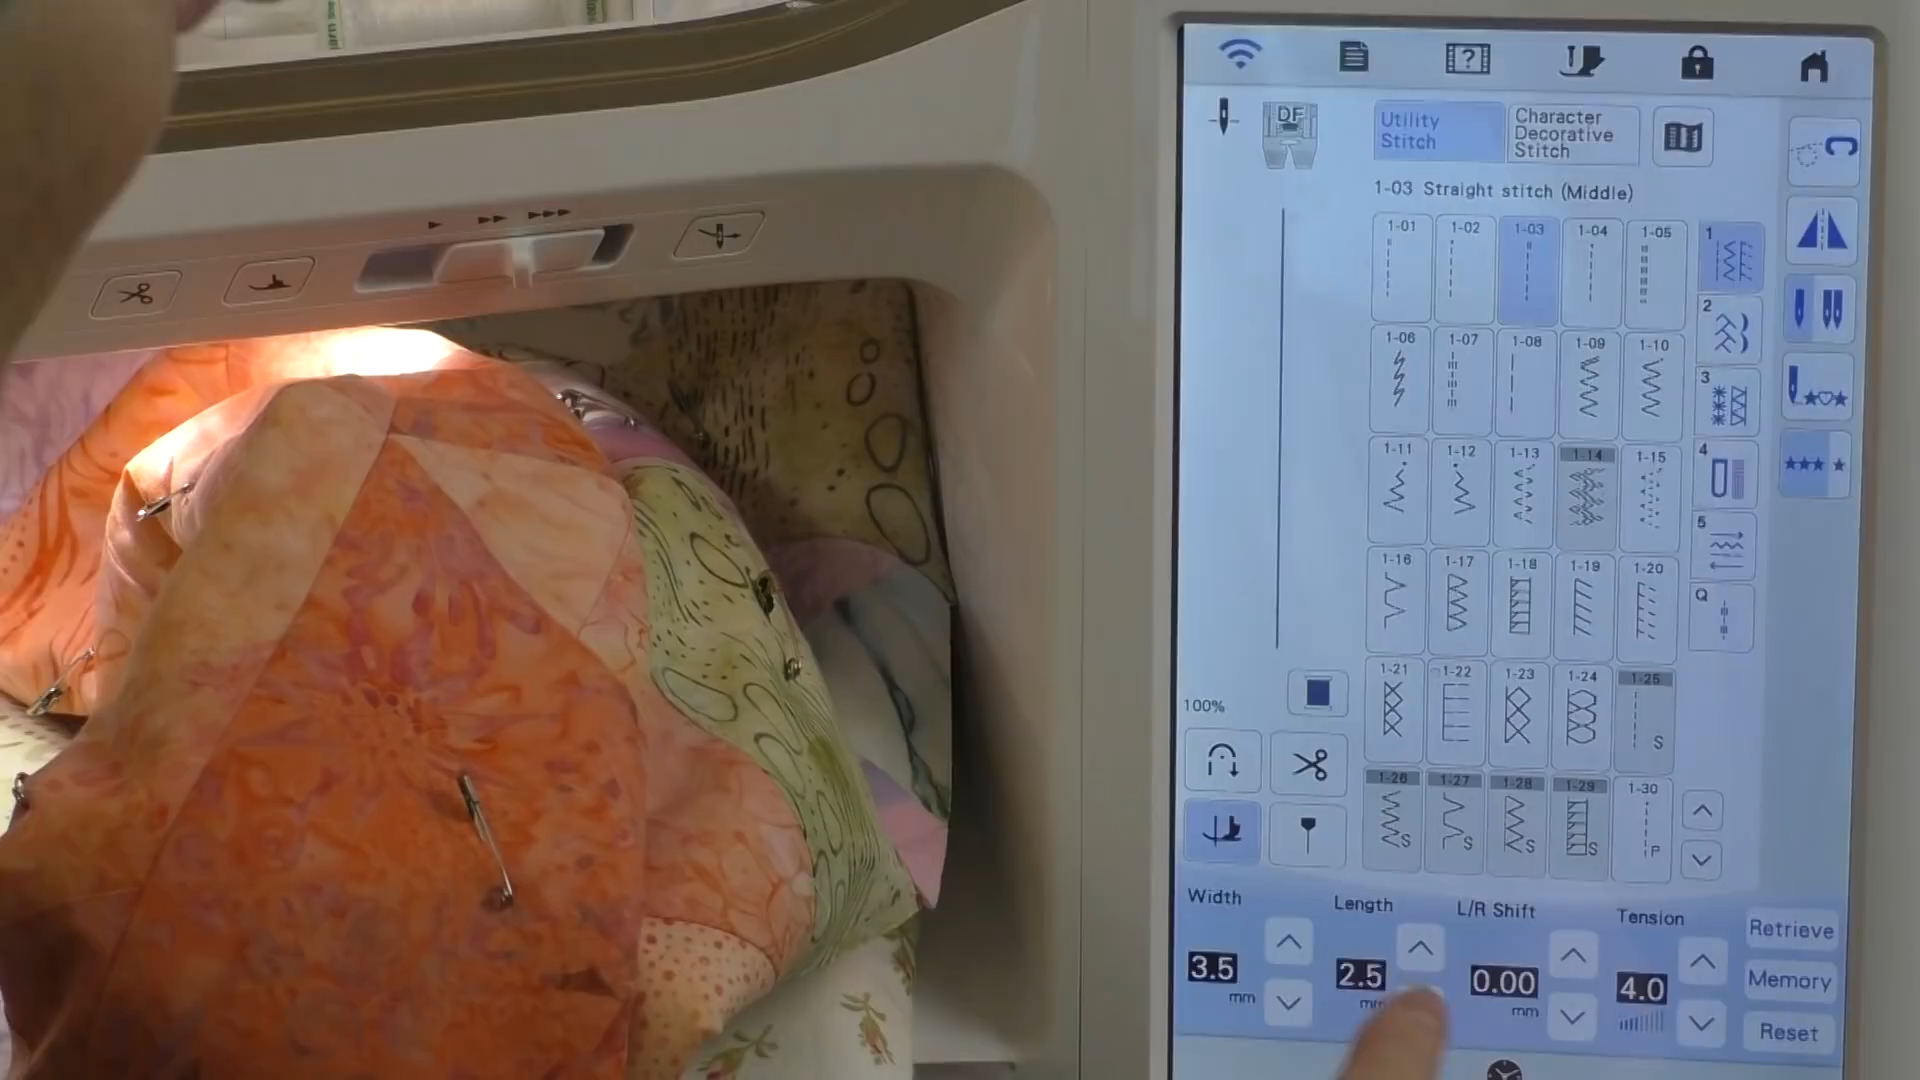 DF
Utility
Stitch
Character
Decorative
Stitch
1-03 Straight stitch (Middle)
1-01 1-02 1-03 1-04 1-05 1
1-06 1-07 1-08 1-09 1-10 2
3
1-11 1-12 1-13 1-14 1-15 4
1-16 1-17 1-18 1-19 1-20 5
Q
1-21 1-22 1-23 1-24 1-25
S
100%
1-26 1-27 1-28 1-29 1-30
S S S S P
Width Length L/R Shift Tension
Retrieve
3.5 2.5 0.00 4.0
mm mm mm
Memory
Reset